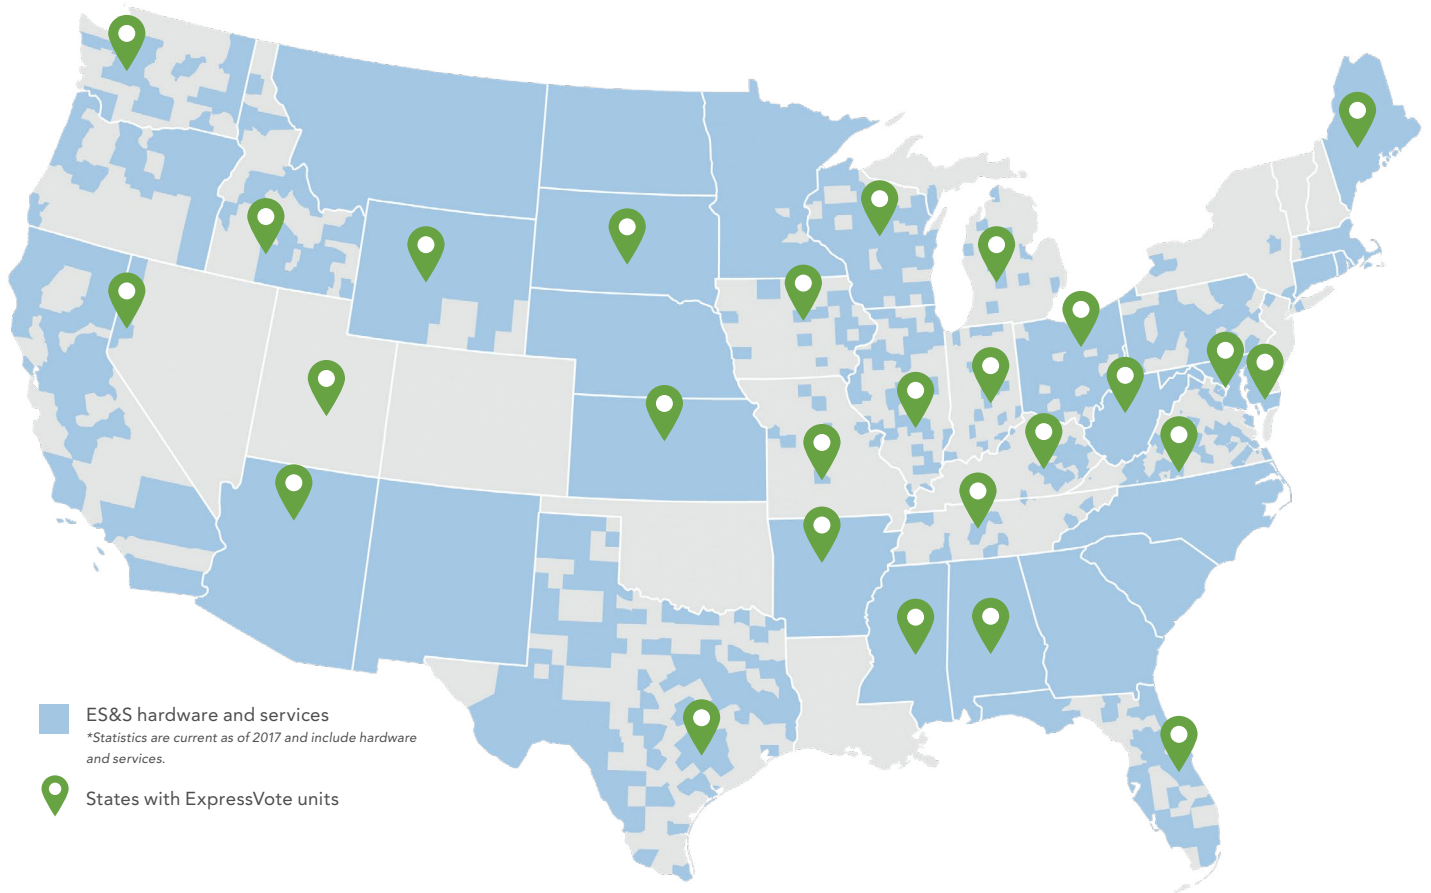 ES&S hardware and services
*Statistics are current as of 2017 and include hardware
and services.
States with ExpressVote units